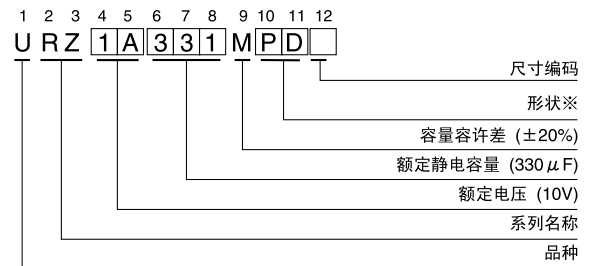 1 2 3 4 5 6 7 8 9 10 11 12
U R Z 1 A 3 3 1 M P D
尺寸编码
形状※
容量容许差 (±20%)
额定静电容量 (330μF)
额定电压 (10V)
系列名称
品种